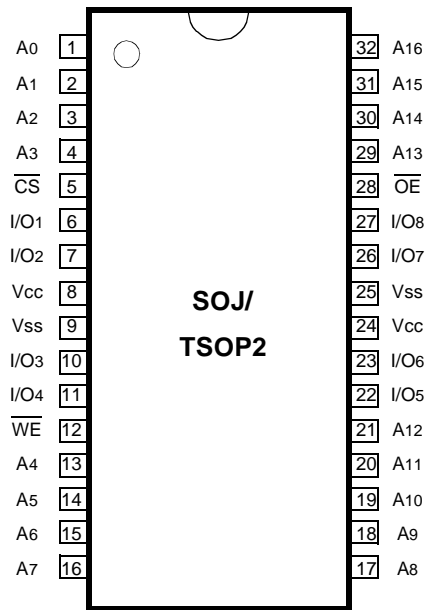 A0 1 32 A16
A1 2 31 A15
A2 3 30 A14
A3 4 29 A13
C̅S̅ 5 28 O̅E̅
I/O1 6 27 I/O8
I/O2 7 26 I/O7
Vcc 8 25 Vss
SOJ/
Vss 9 24 Vcc
TSOP2
I/O3 10 23 I/O6
I/O4 11 22 I/O5
W̅E̅ 12 21 A12
A4 13 20 A11
A5 14 19 A10
A6 15 18 A9
A7 16 17 A8